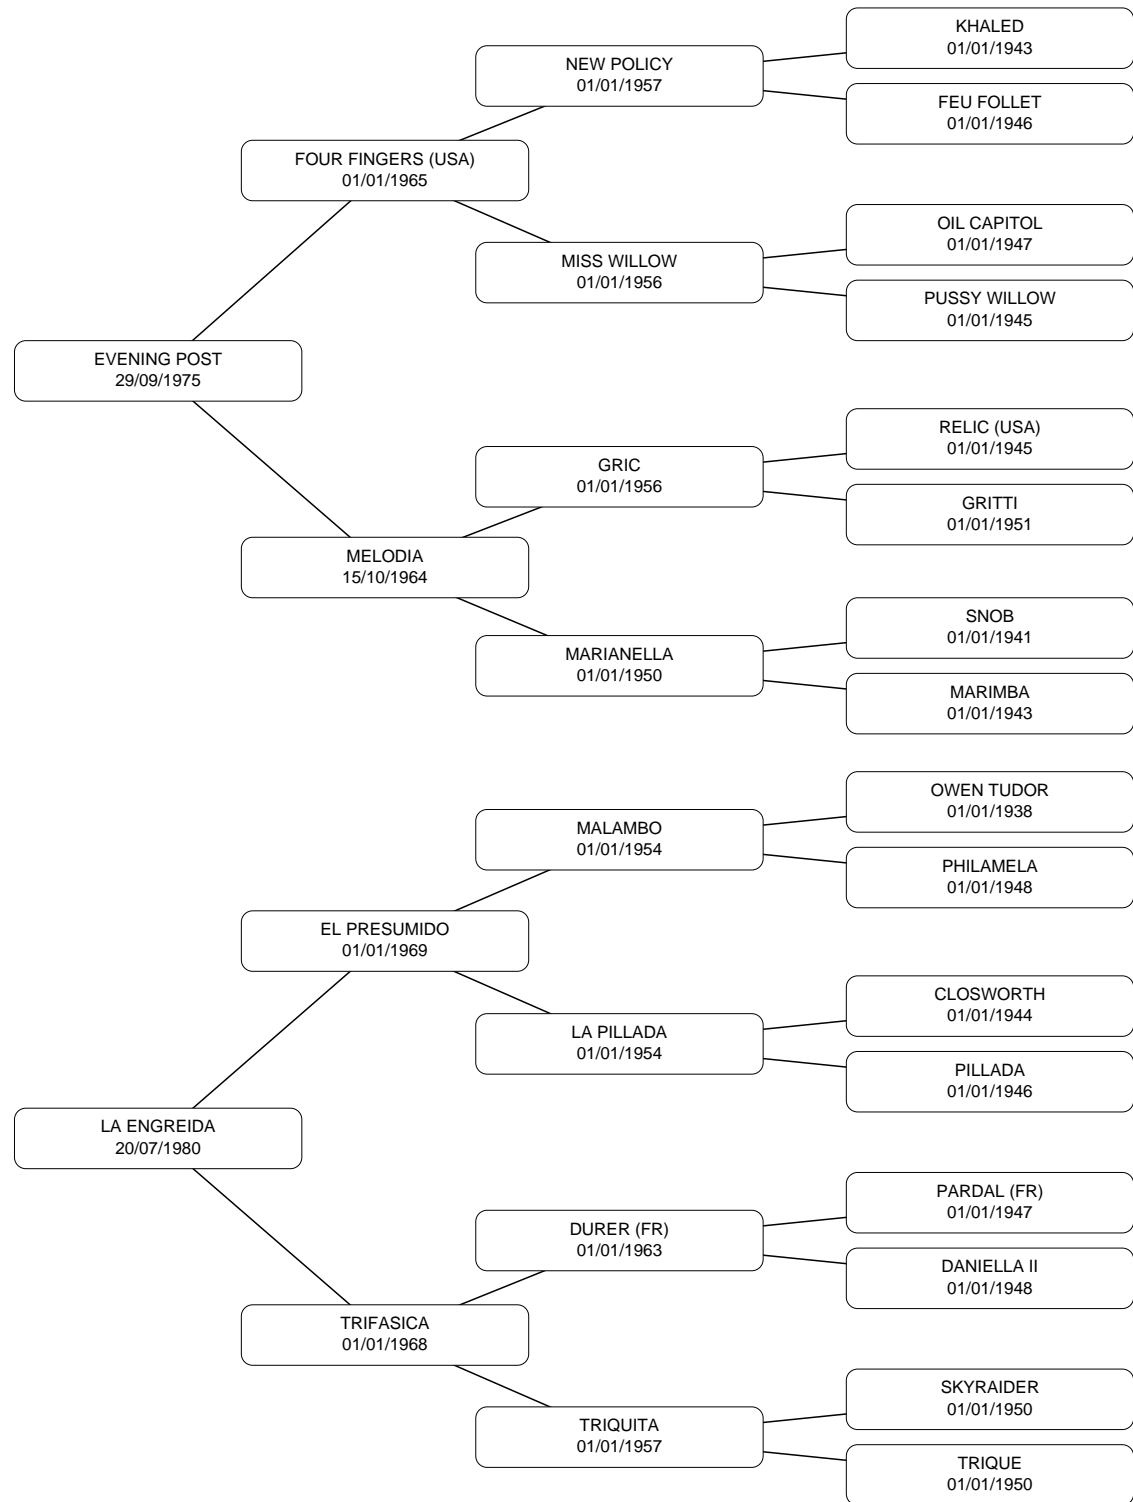 KHALED
01/01/1943
NEW POLICY
01/01/1957
FEU FOLLET
01/01/1946
FOUR FINGERS (USA)
01/01/1965
OIL CAPITOL
01/01/1947
MISS WILLOW
01/01/1956
PUSSY WILLOW
01/01/1945
EVENING POST
29/09/1975
RELIC (USA)
01/01/1945
GRIC
01/01/1956
GRITTI
01/01/1951
MELODIA
15/10/1964
SNOB
01/01/1941
MARIANELLA
01/01/1950
MARIMBA
01/01/1943
OWEN TUDOR
01/01/1938
MALAMBO
01/01/1954
PHILAMELA
01/01/1948
EL PRESUMIDO
01/01/1969
CLOSWORTH
01/01/1944
LA PILLADA
01/01/1954
PILLADA
01/01/1946
LA ENGREIDA
20/07/1980
PARDAL (FR)
01/01/1947
DURER (FR)
01/01/1963
DANIELLA II
01/01/1948
TRIFASICA
01/01/1968
SKYRAIDER
01/01/1950
TRIQUITA
01/01/1957
TRIQUE
01/01/1950